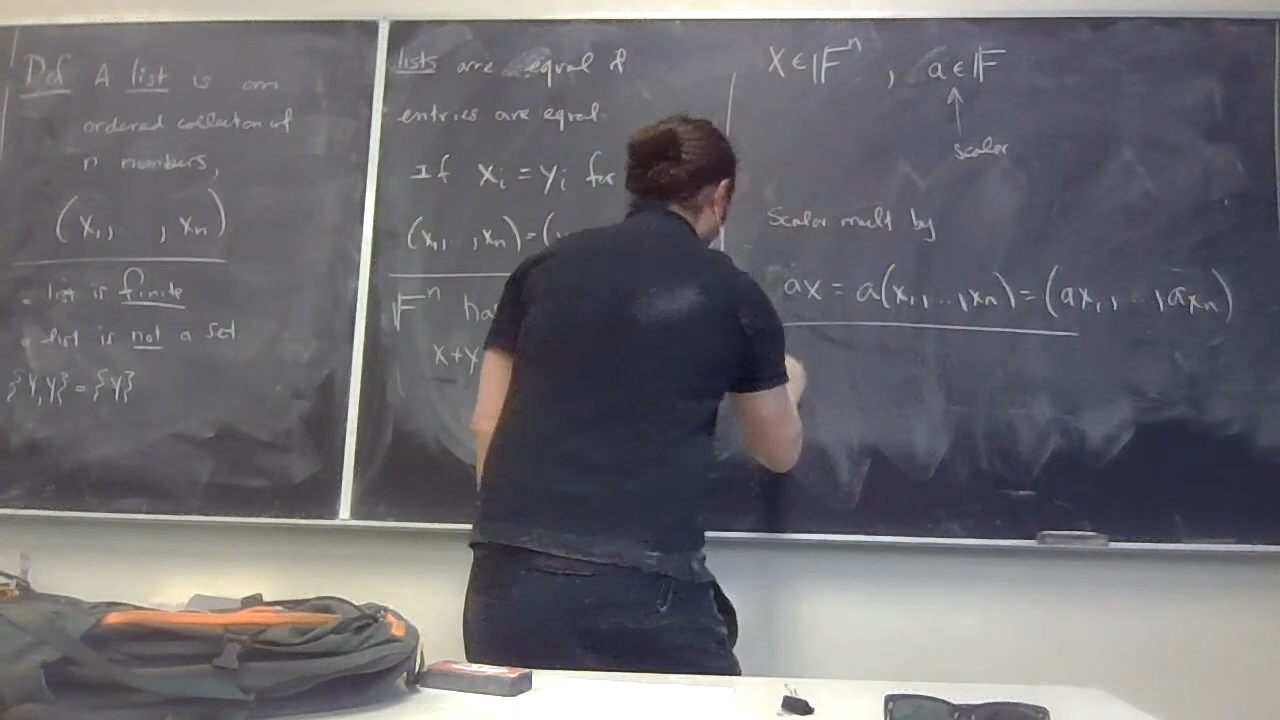 Def A list is an
ordered collection of
n numbers,
(x₁, , xₙ)
• list is finite
• list is not a set.
{Y,Y} = {Y}
lists are equal if
entries are equal.
If xᵢ = yᵢ for
(x₁, .. , xₙ) = (
𝔽ⁿ ha
x+y
X ∈ 𝔽ⁿ , a ∈ 𝔽
↑
scalar
Scalar mult by
ax = a(x₁, ..., xₙ) = (ax₁, ..., axₙ)